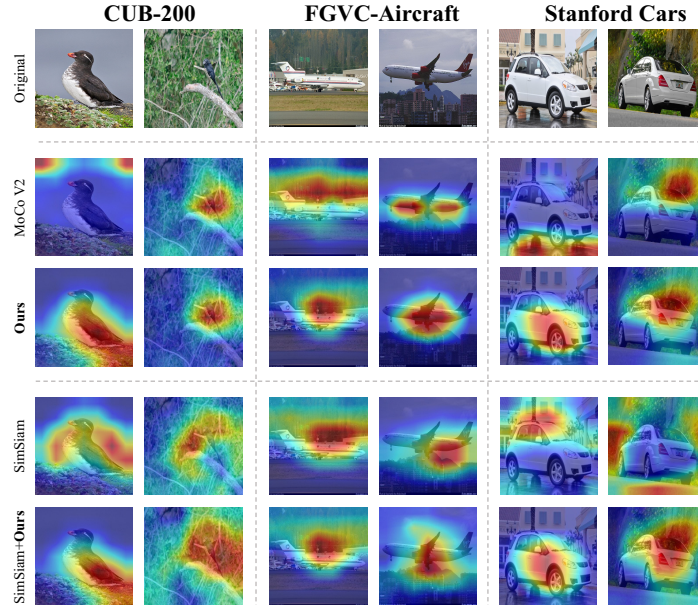 CUB-200 FGVC-Aircraft Stanford Cars
Original
MoCo V2
Ours
SimSiam
SimSiam+Ours